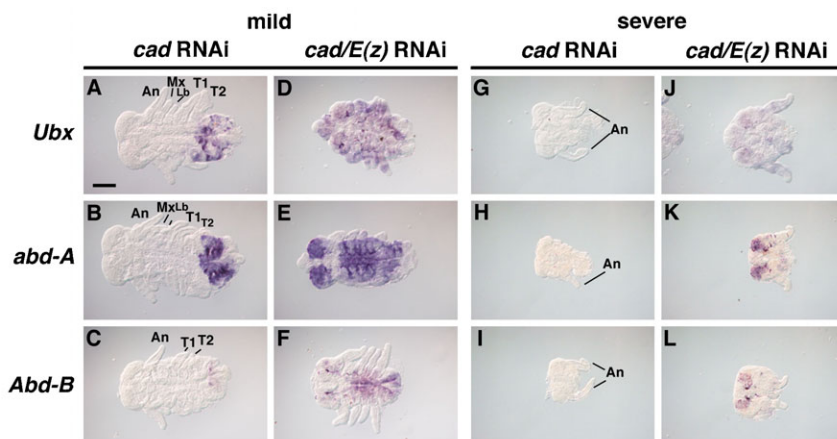 mild severe
cad RNAi cad/E(z) RNAi cad RNAi cad/E(z) RNAi
Ubx
A An Mx Lb T1 T2
D
G An
J
abd-A
B An Mx Lb T1 T2
E
H An
K
Abd-B
C An T1 T2
F
I An
L